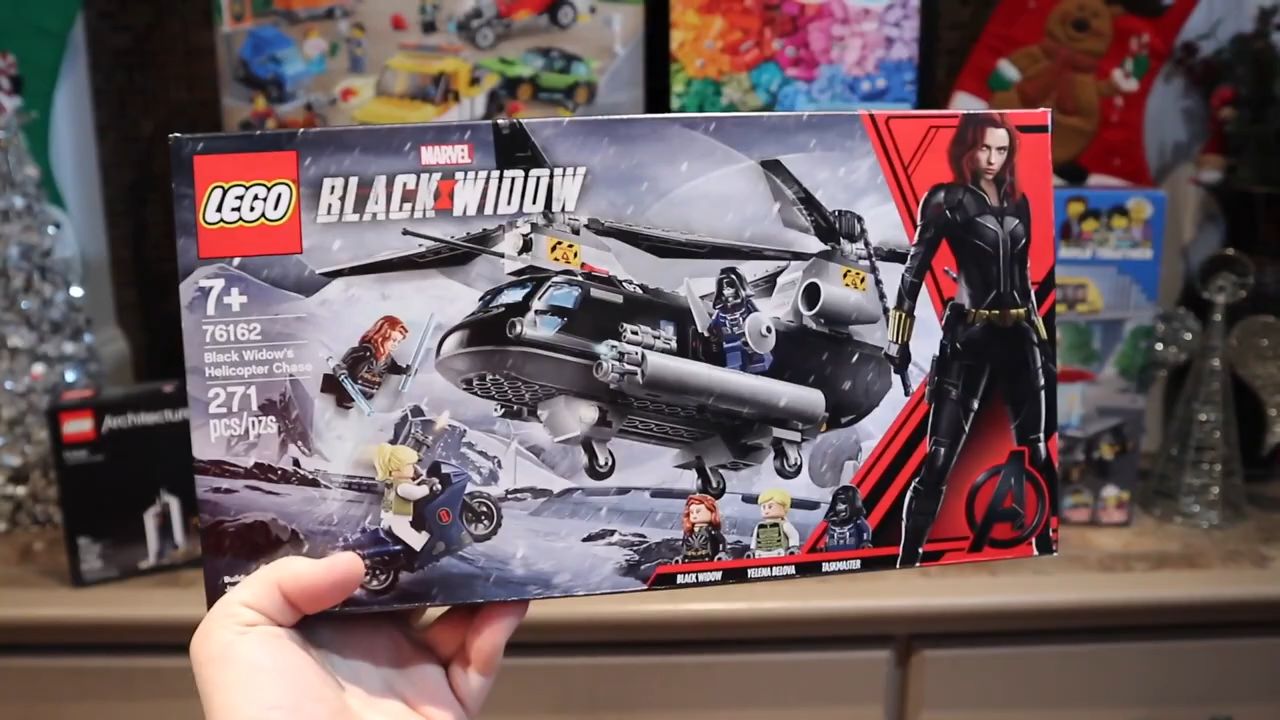 LEGO
MARVEL
BLACK WIDOW
7+
76162
Black Widow's
Helicopter Chase
271
pcs/pzs
BLACK WIDOW
YELENA BELOVA
TASKMASTER
Architecture
TOGETHER